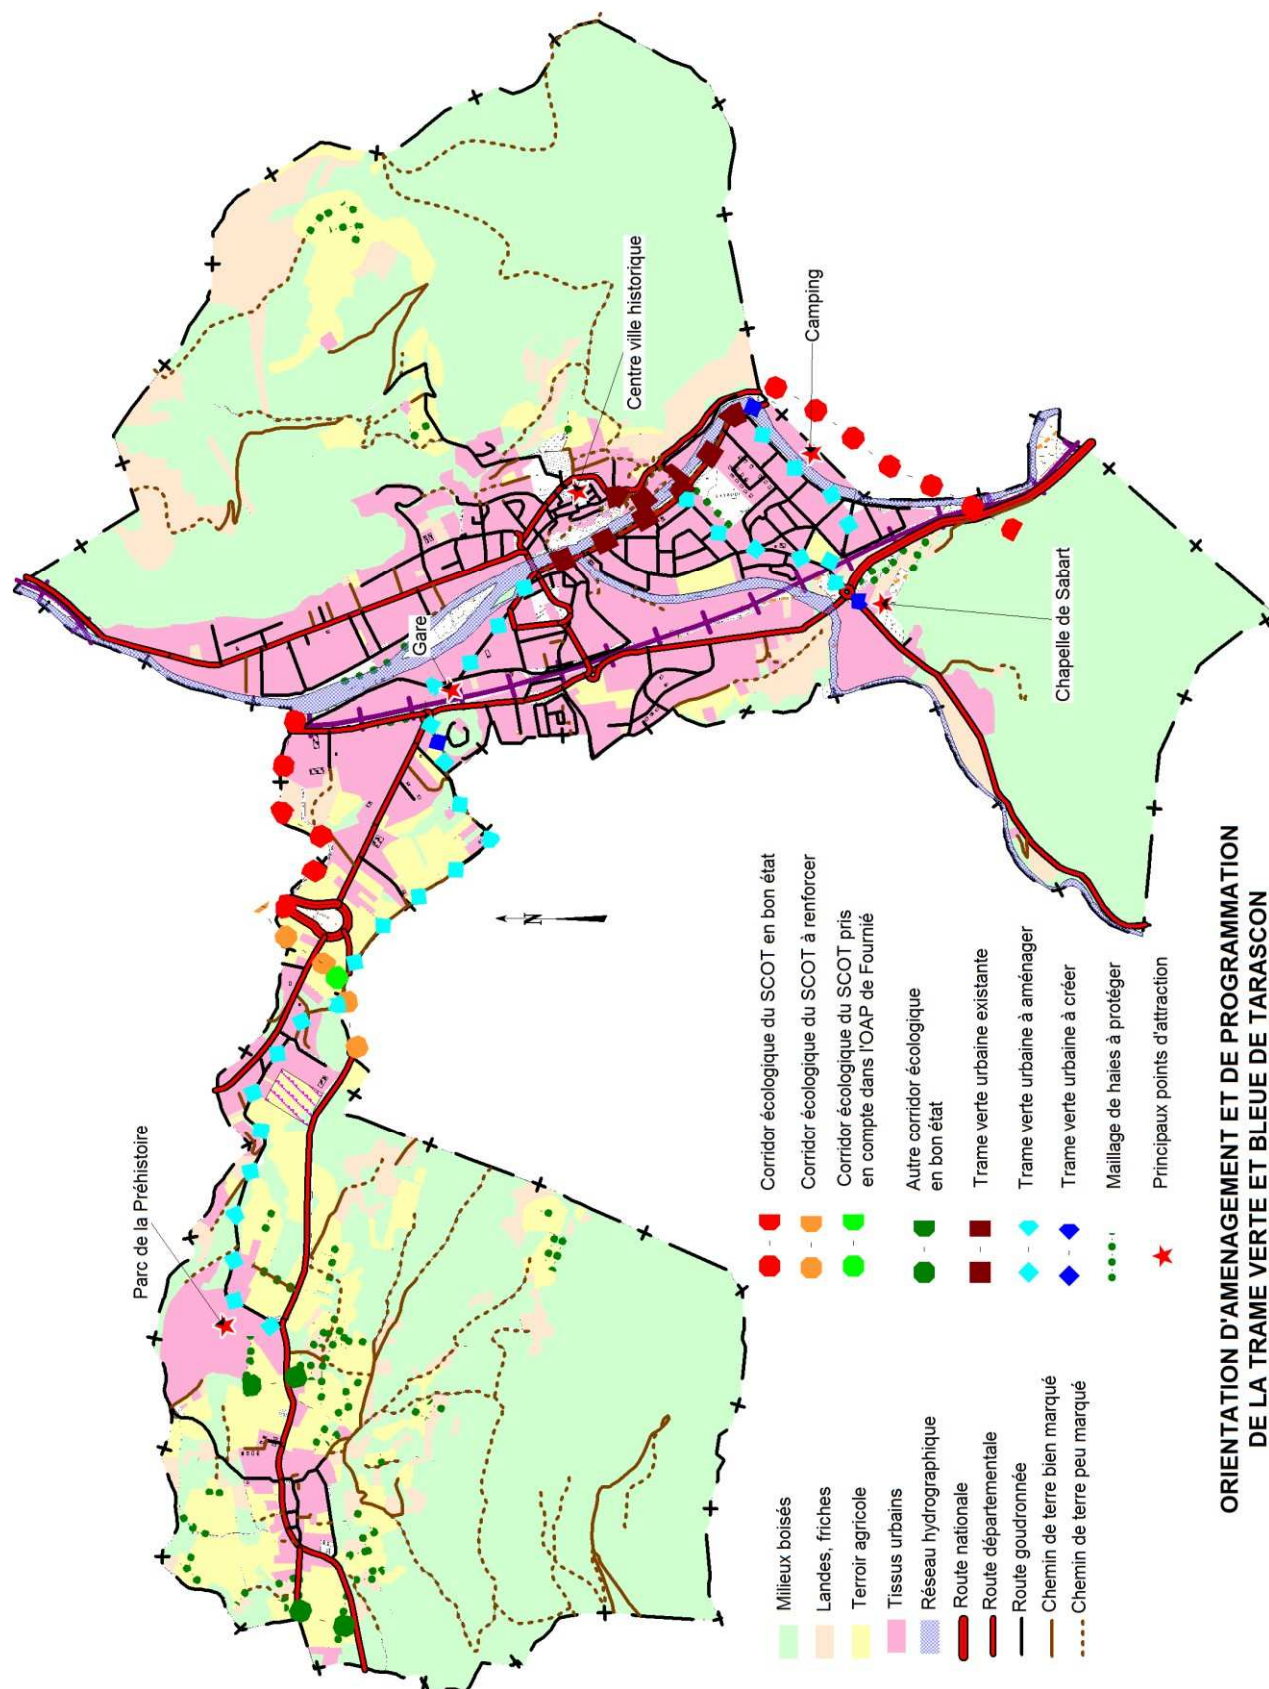 Parc de la Préhistoire
Gare
Centre ville historique
Camping
Chapelle de Sabart
N
Milieux boisés
Landes, friches
Terroir agricole
Tissus urbains
Réseau hydrographique
Route nationale
Route départementale
Route goudronnée
Chemin de terre bien marqué
Chemin de terre peu marqué
Corridor écologique du SCOT en bon état
Corridor écologique du SCOT à renforcer
Corridor écologique du SCOT pris
en compte dans l'OAP de Fournié
Autre corridor écologique
en bon état
Trame verte urbaine existante
Trame verte urbaine à aménager
Trame verte urbaine à créer
Maillage de haies à protéger
Principaux points d'attraction
ORIENTATION D'AMENAGEMENT ET DE PROGRAMMATION
DE LA TRAME VERTE ET BLEUE DE TARASCON